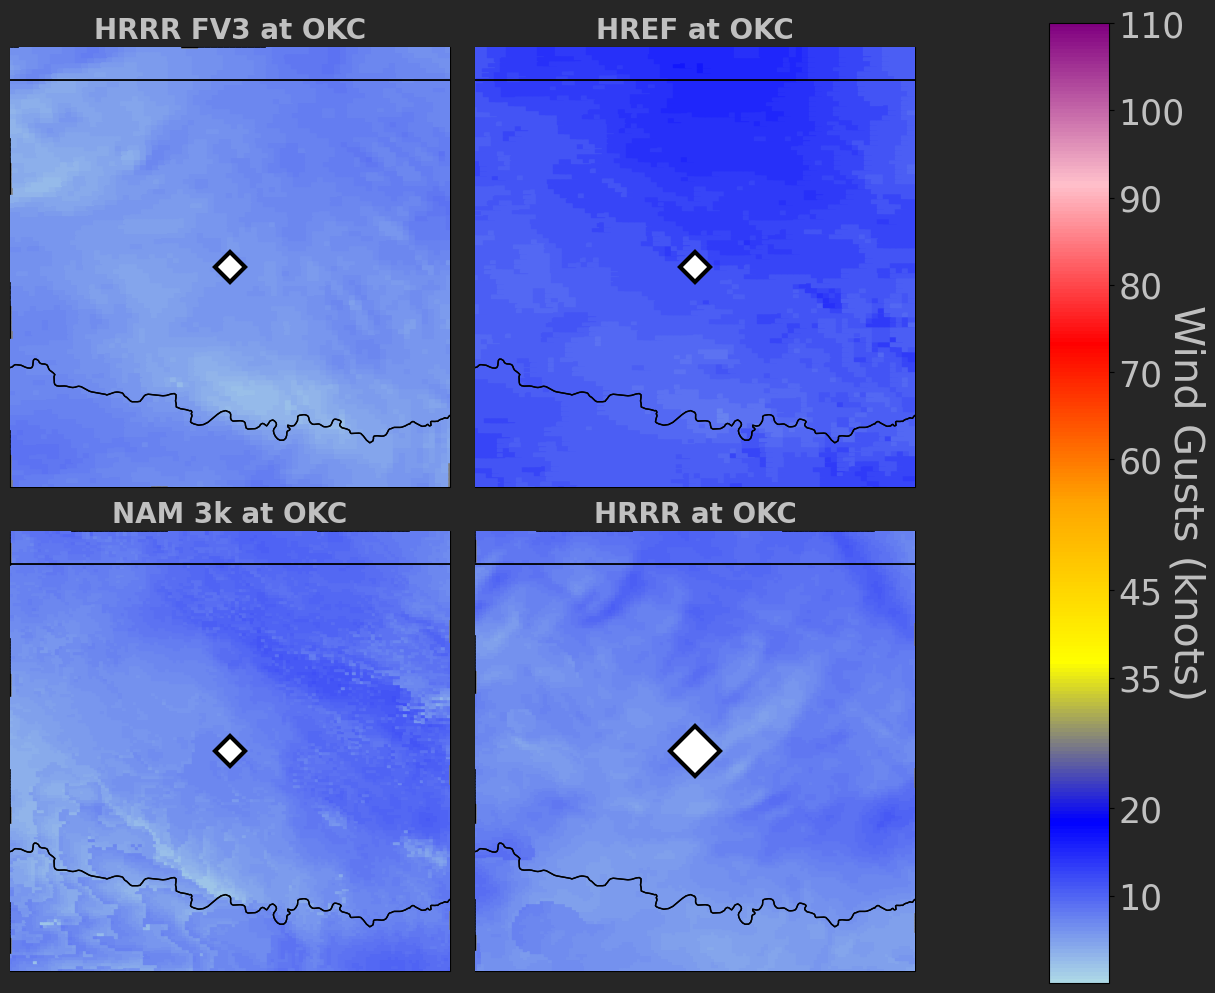 HRRR FV3 at OKC
HREF at OKC
NAM 3k at OKC
HRRR at OKC
110
100
90
80
70
60
45
35
20
10
Wind Gusts (knots)